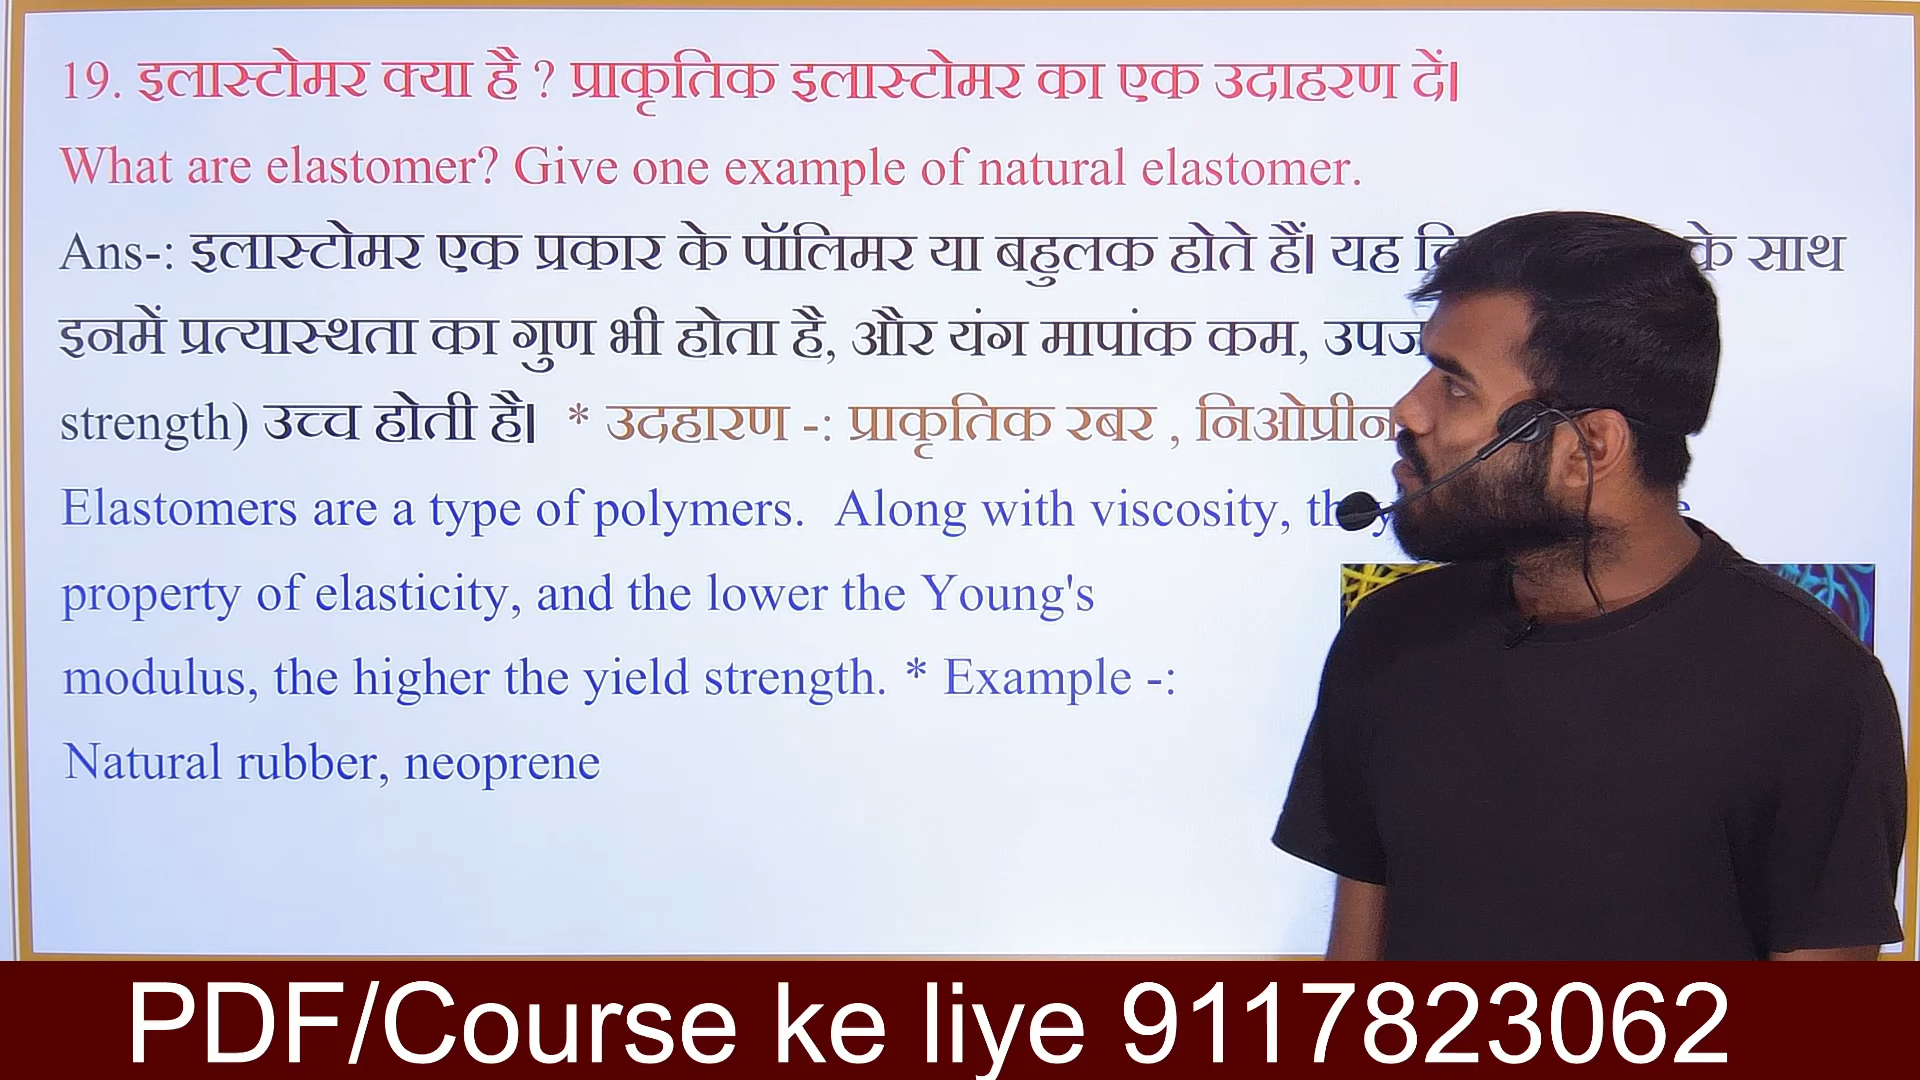 19. इलास्टोमर क्या है ? प्राकृतिक इलास्टोमर का एक उदाहरण दें।
What are elastomer? Give one example of natural elastomer.
Ans-: इलास्टोमर एक प्रकार के पॉलिमर या बहुलक होते हैं। यह के साथ
इनमें प्रत्यास्थता का गुण भी होता है, और यंग मापांक कम,
strength) उच्च होती है। * उदहारण -: प्राकृतिक रबर , निओप्रीन
Elastomers are a type of polymers. Along with viscosity, they
property of elasticity, and the lower the Young's
modulus, the higher the yield strength. * Example -:
Natural rubber, neoprene
PDF/Course ke liye 9117823062